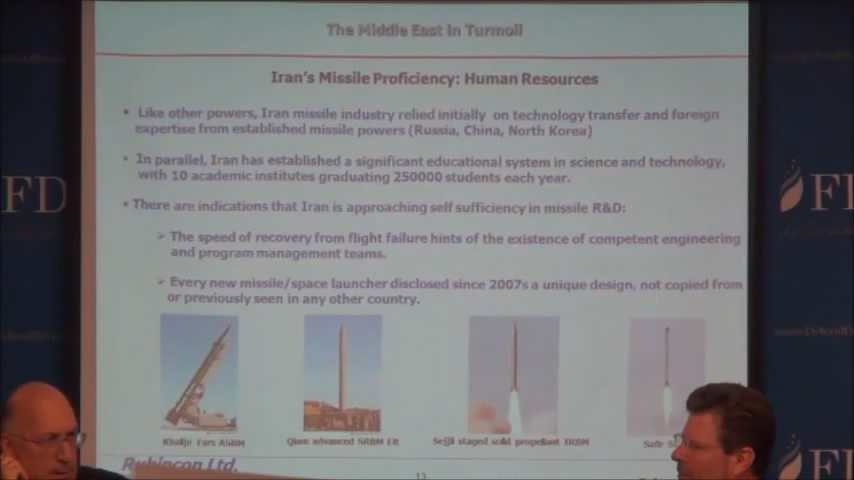 The Middle East in Turmoil
Iran's Missile Proficiency: Human Resources
• Like other powers, Iran missile industry relied initially on technology transfer and foreign
expertise from established missile powers (Russia, China, North Korea)
• In parallel, Iran has established a significant educational system in science and technology,
with 10 academic institutes graduating 250000 students each year.
• There are indications that Iran is approaching self sufficiency in missile R&D:
➢ The speed of recovery from flight failure hints of the existence of competent engineering
and program management teams.
➢ Every new missile/space launcher disclosed since 2007s a unique design, not copied from
or previously seen in any other country.
Khalje Fars ASBM
Qiam advanced SRBM ER
Sejjil staged solid propellant IRBM
Safir
Rubincon Ltd.
13
FD
FD
FD